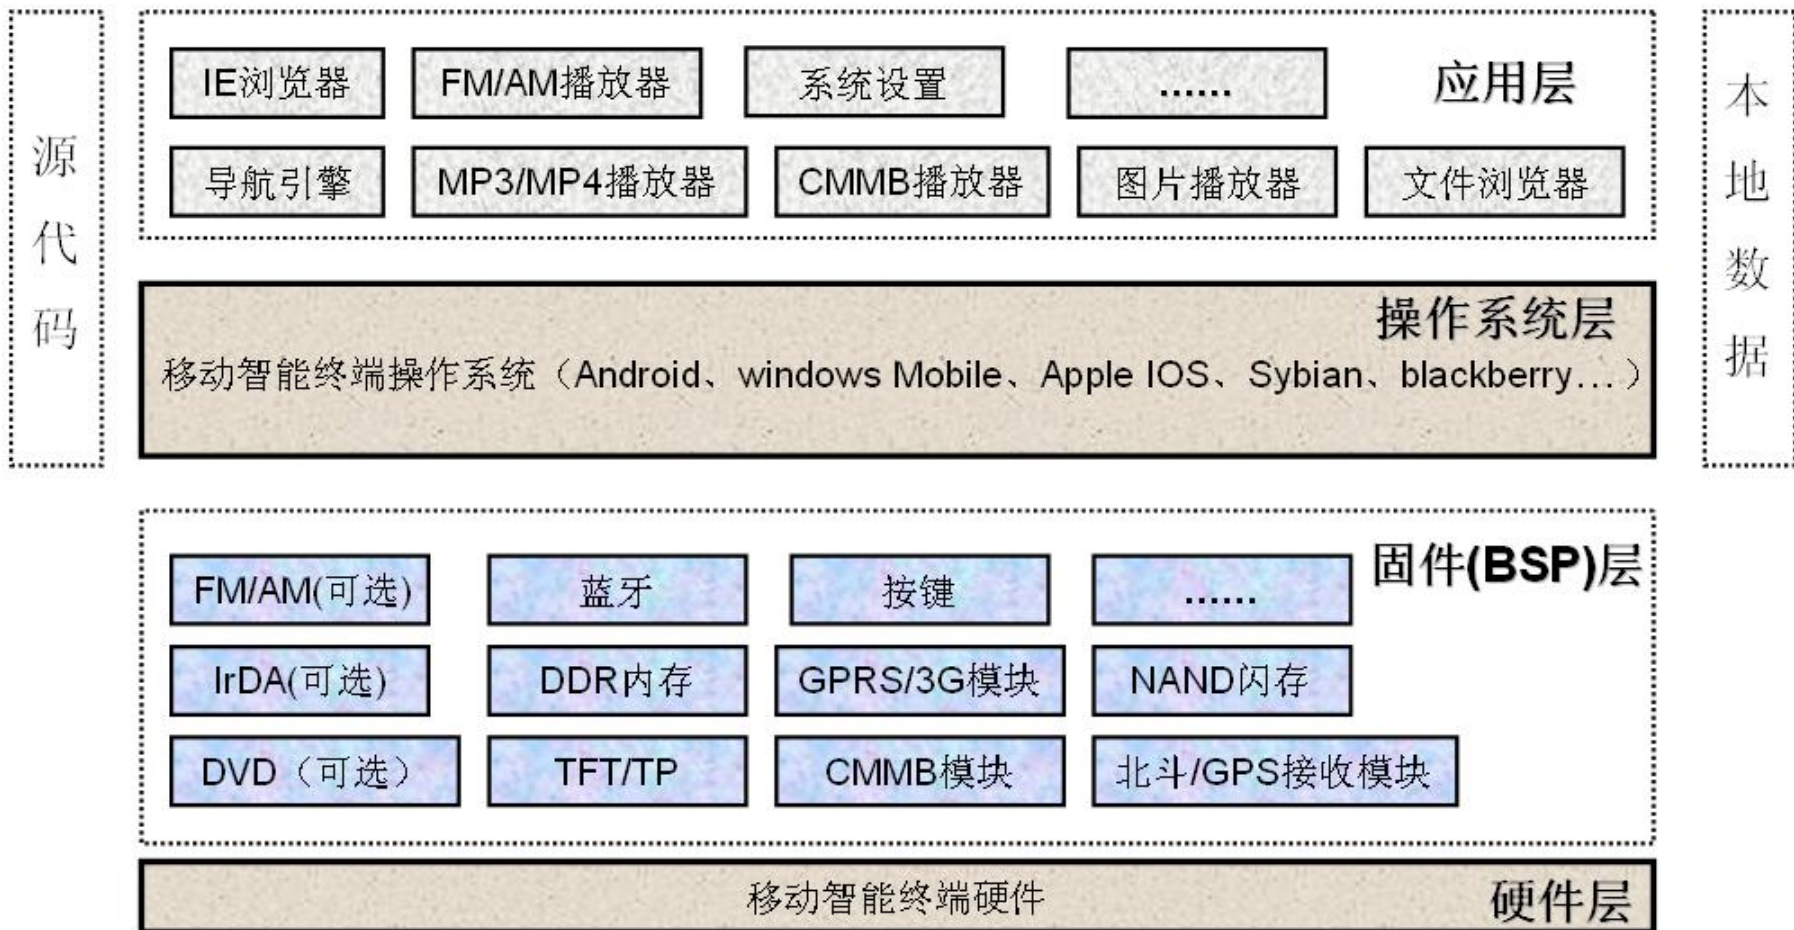 源代码
IE浏览器 FM/AM播放器 系统设置 ...... 应用层
导航引擎 MP3/MP4播放器 CMMB播放器 图片播放器 文件浏览器
本地数据
操作系统层
移动智能终端操作系统（Android、windows Mobile、Apple IOS、Sybian、blackberry…）
固件(BSP)层
FM/AM(可选) 蓝牙 按键 ......
IrDA(可选) DDR内存 GPRS/3G模块 NAND闪存
DVD（可选） TFT/TP CMMB模块 北斗/GPS接收模块
移动智能终端硬件 硬件层